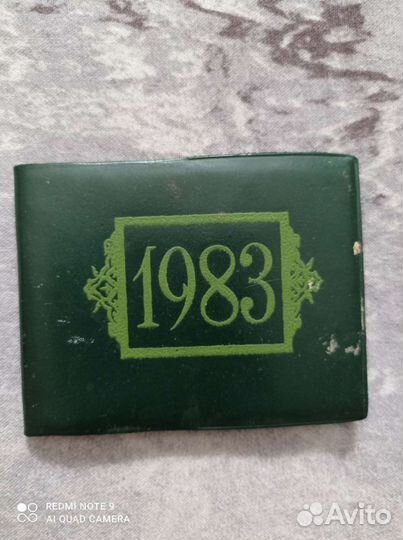 1983
REDMI NOTE 9
AI QUAD CAMERA
Avito